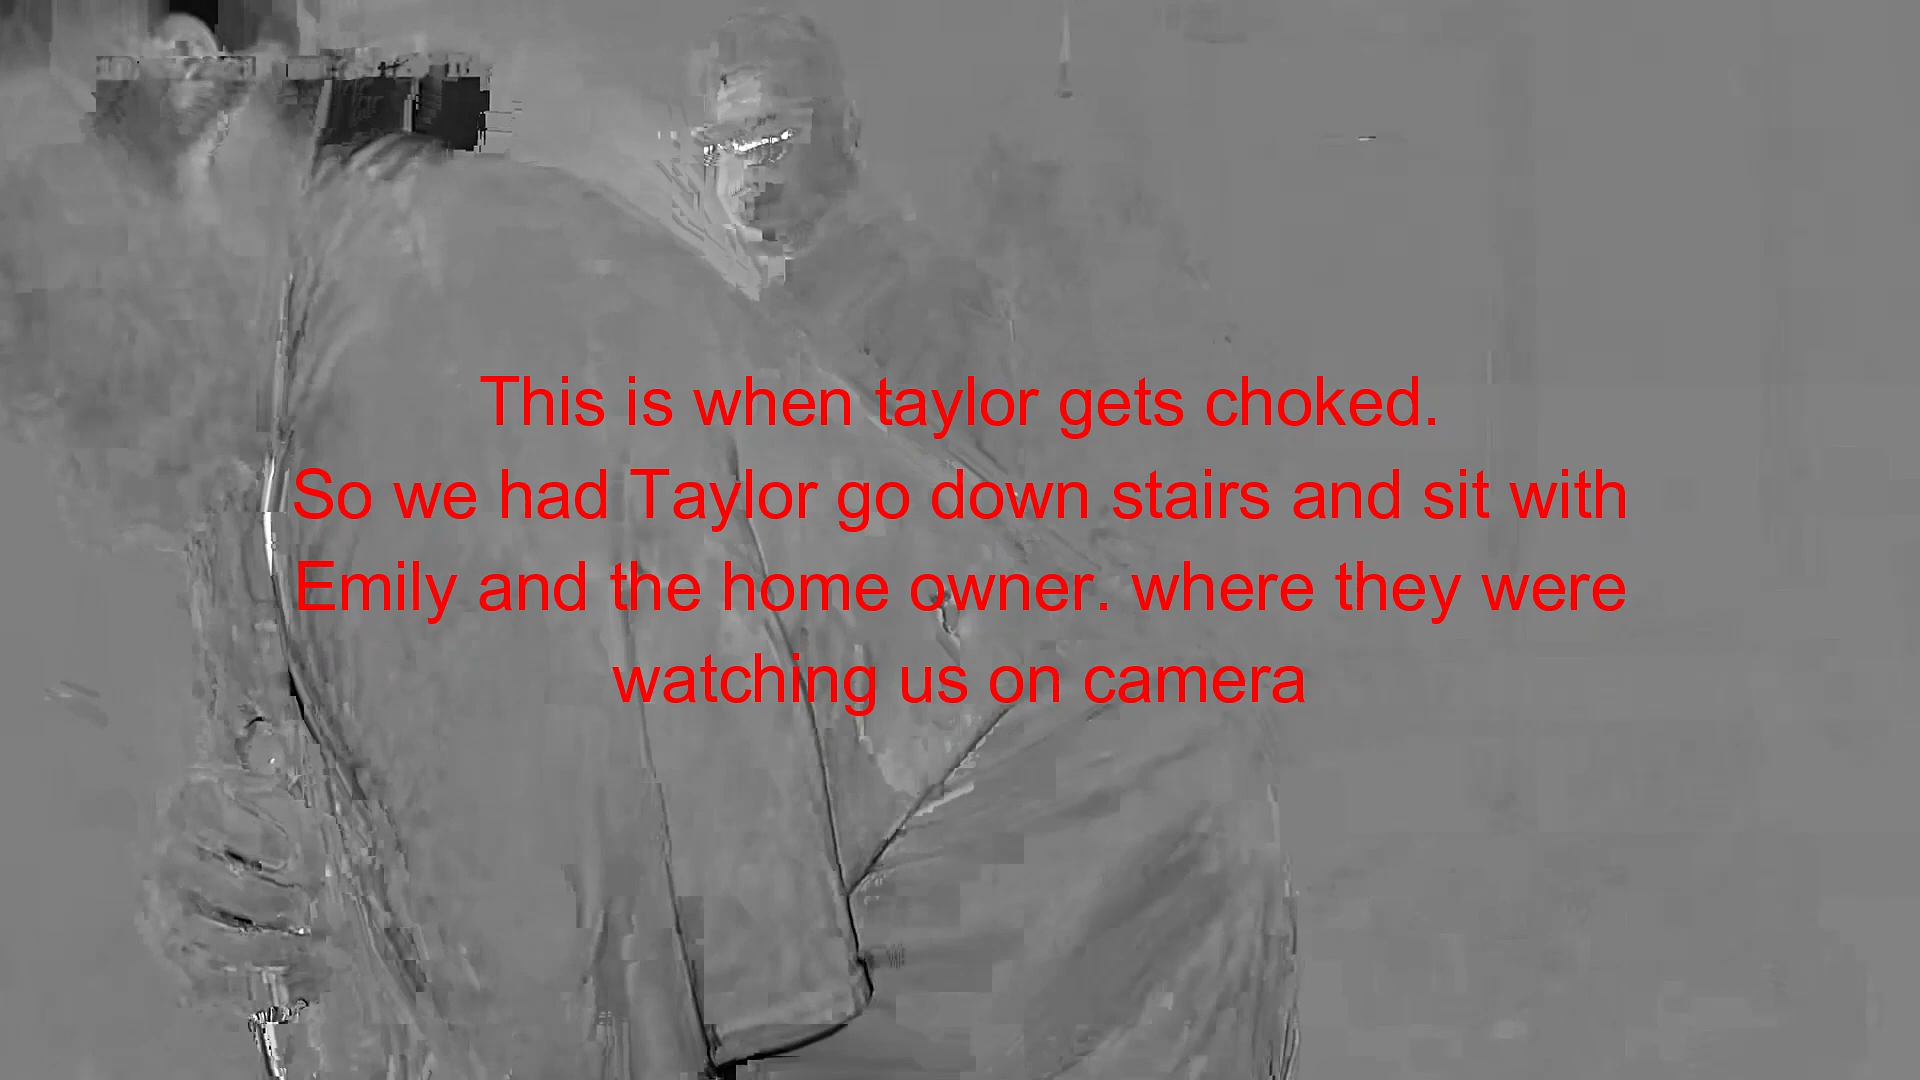 This is when taylor gets choked.
So we had Taylor go down stairs and sit with
Emily and the home owner. where they were
watching us on camera